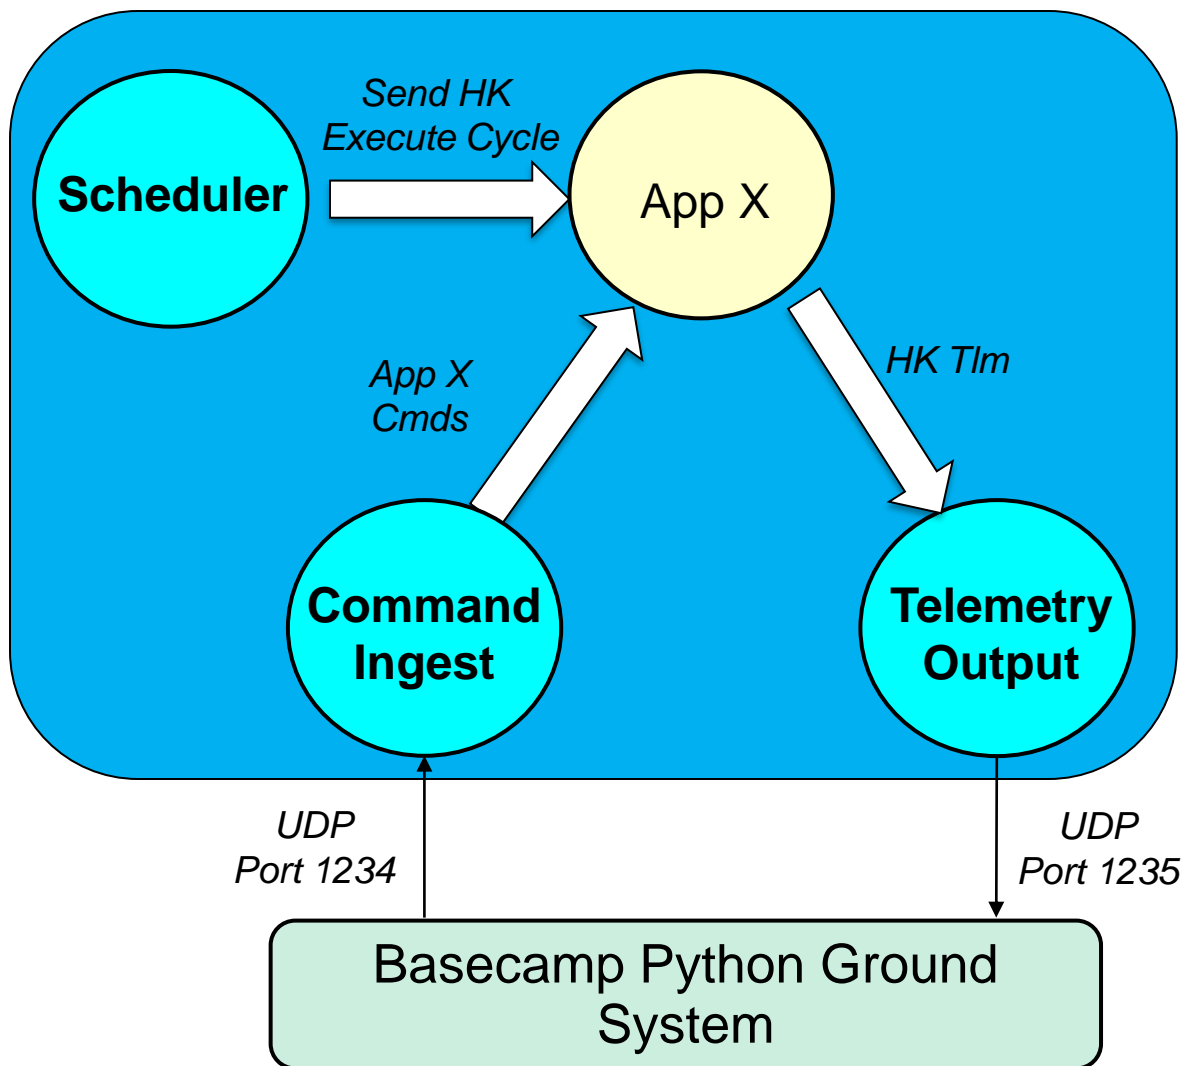 Send HK
Execute Cycle
Scheduler
App X
App X
Cmds
HK Tlm
Command
Ingest
Telemetry
Output
UDP
Port 1234
UDP
Port 1235
Basecamp Python Ground
System